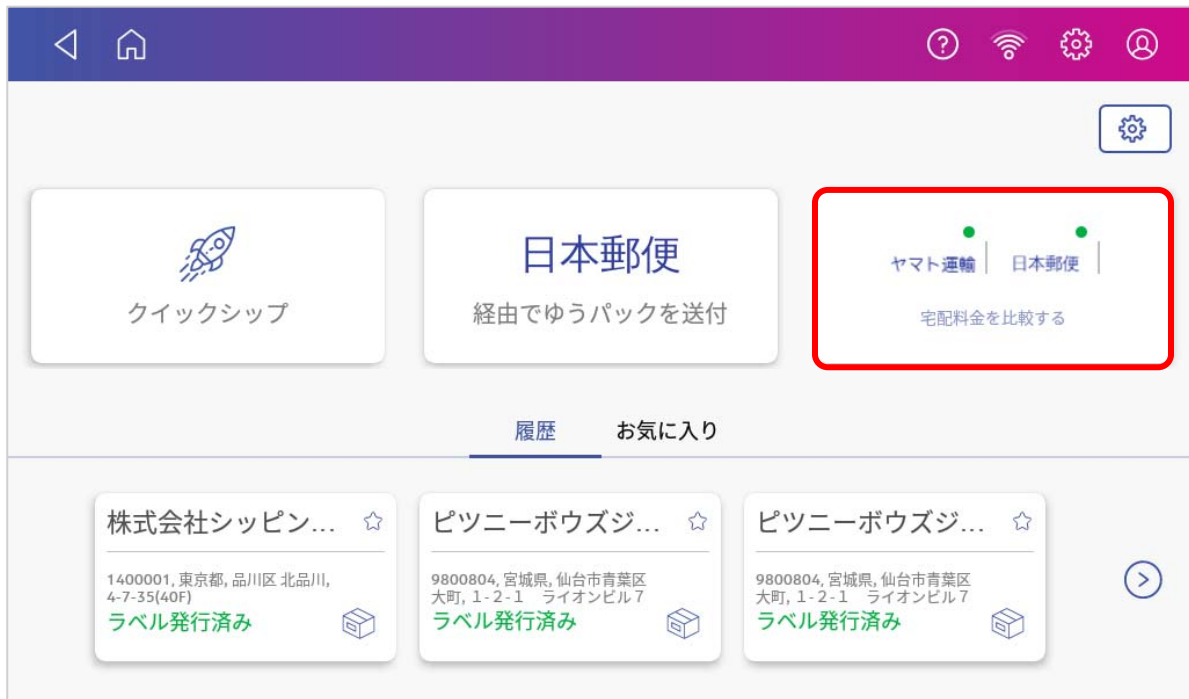 クイックシップ
日本郵便
経由でゆうパックを送付
ヤマト運輸
日本郵便
宅配料金を比較する
履歴
お気に入り
株式会社シッピン...
1400001, 東京都, 品川区 北品川,
4-7-35(40F)
ラベル発行済み
ピツニーボウズジ...
9800804, 宮城県, 仙台市青葉区
大町, 1-2-1　ライオンビル７
ラベル発行済み
ピツニーボウズジ...
9800804, 宮城県, 仙台市青葉区
大町, 1-2-1　ライオンビル７
ラベル発行済み